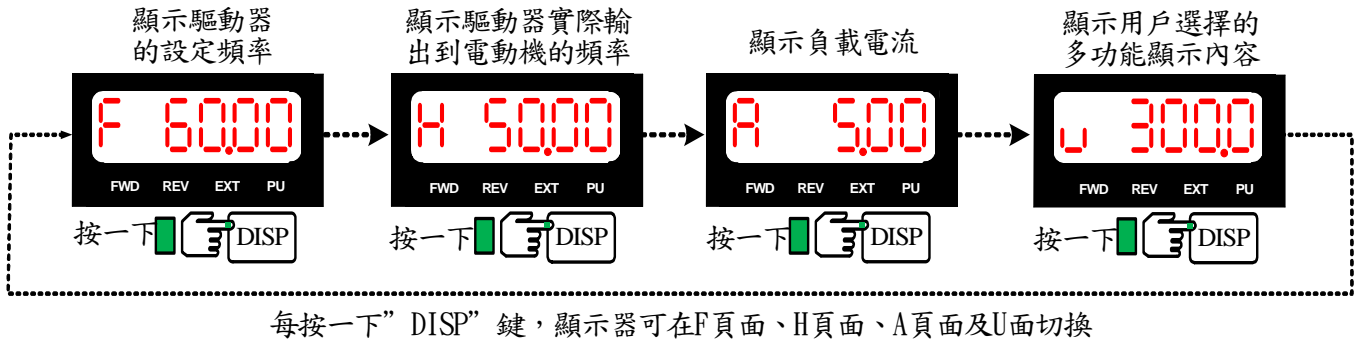 顯示驅動器
的設定頻率
顯示驅動器實際輸
出到電動機的頻率
顯示負載電流
顯示用戶選擇的
多功能顯示內容
F 60.00
H 50.00
A 5.00
u 300.0
FWD REV EXT PU
FWD REV EXT PU
FWD REV EXT PU
FWD REV EXT PU
按一下 DISP
按一下 DISP
按一下 DISP
按一下 DISP
每按一下”DISP”鍵，顯示器可在F頁面、H頁面、A頁面及U面切換